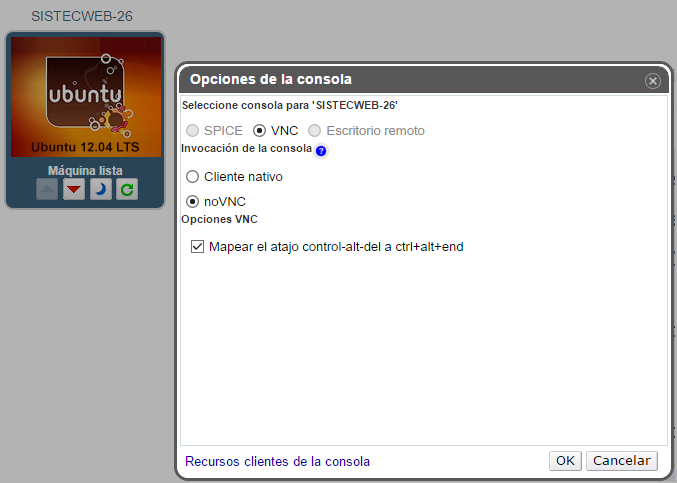 SISTECWEB-26
ubuntu
Ubuntu 12.04 LTS
Máquina lista
Opciones de la consola
Seleccione consola para 'SISTECWEB-26'
SPICE VNC Escritorio remoto
Invocación de la consola ?
Cliente nativo
noVNC
Opciones VNC
Mapear el atajo control-alt-del a ctrl+alt+end
Recursos clientes de la consola
OK Cancelar